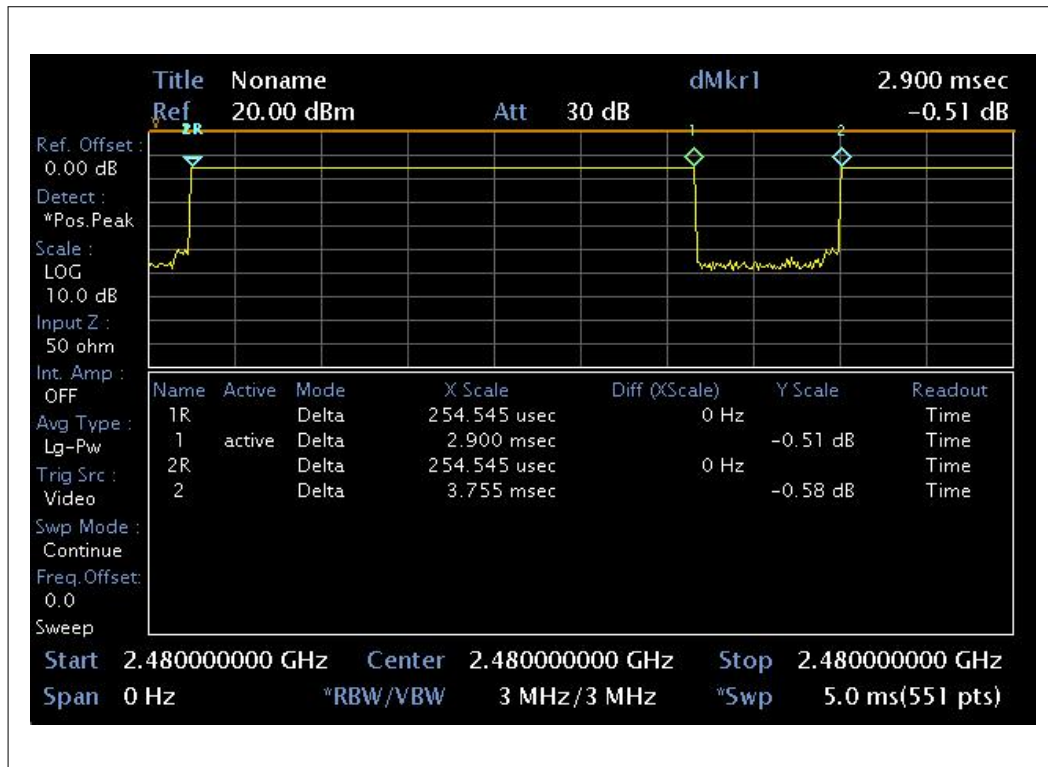 Title Noname dMkr1 2.900 msec
Ref 20.00 dBm Att 30 dB -0.51 dB
2R 1 2
Ref. Offset :
0.00 dB
Detect :
*Pos.Peak
Scale :
LOG
10.0 dB
Input Z :
50 ohm
Int. Amp :
OFF
Avg Type :
Lg-Pw
Trig Src :
Video
Swp Mode :
Continue
Freq.Offset:
0.0
Sweep
Name Active Mode X Scale Diff (XScale) Y Scale Readout
1R Delta 254.545 usec 0 Hz Time
1 active Delta 2.900 msec -0.51 dB Time
2R Delta 254.545 usec 0 Hz Time
2 Delta 3.755 msec -0.58 dB Time
Start 2.480000000 GHz Center 2.480000000 GHz Stop 2.480000000 GHz
Span 0 Hz *RBW/VBW 3 MHz/3 MHz *Swp 5.0 ms(551 pts)